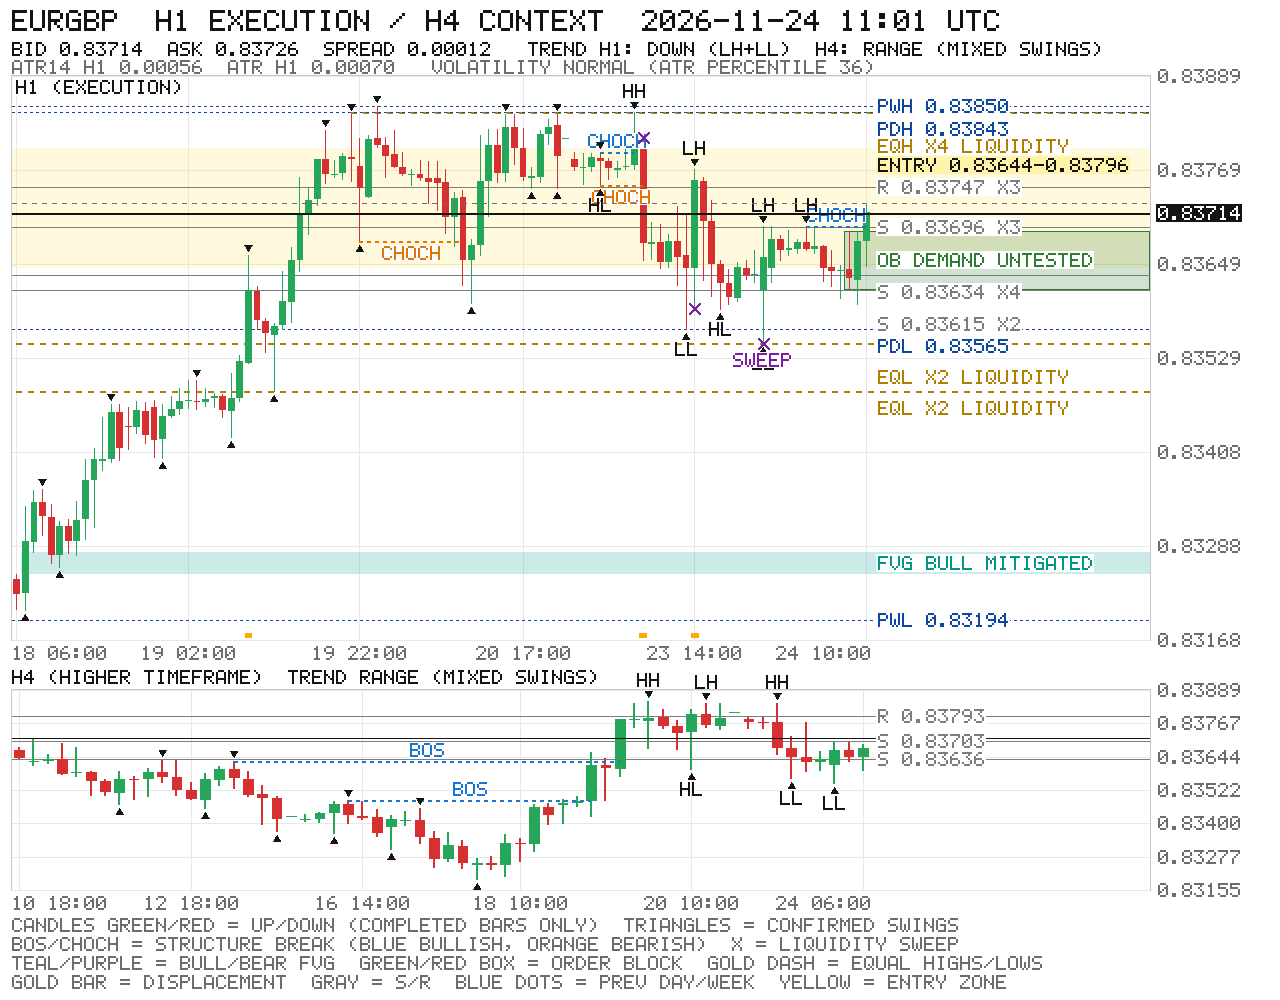 EURGBP  H1 EXECUTION / H4 CONTEXT  2026-11-24 11:01 UTC
BID 0.83714  ASK 0.83726  SPREAD 0.00012   TREND H1: DOWN (LH+LL)  H4: RANGE (MIXED SWINGS)
ATR14 H1 0.00056  ATR H1 0.00070   VOLATILITY NORMAL (ATR PERCENTILE 36)
H1 (EXECUTION)
0.83889
HH
PWH 0.83850
PDH 0.83843
CHOCH
EQH X4 LIQUIDITY
LH
ENTRY 0.83644-0.83796
0.83769
R 0.83747 X3
CHOCH
HL
LH
LH
CHOCH
0.83714
S 0.83696 X3
CHOCH
OB DEMAND UNTESTED
0.83649
S 0.83634 X4
HL
S 0.83615 X2
LL
PDL 0.83565
SWEEP
0.83529
EQL X2 LIQUIDITY
EQL X2 LIQUIDITY
0.83408
0.83288
FVG BULL MITIGATED
PWL 0.83194
0.83168
18 06:00  19 02:00  19 22:00  20 17:00  23 14:00  24 10:00
H4 (HIGHER TIMEFRAME)  TREND RANGE (MIXED SWINGS)
HH
LH
HH
0.83889
R 0.83793
0.83767
BOS
S 0.83703
0.83644
S 0.83636
BOS
HL
LL
LL
0.83522
0.83400
0.83277
0.83155
10 18:00  12 18:00  16 14:00  18 10:00  20 10:00  24 06:00
CANDLES GREEN/RED = UP/DOWN (COMPLETED BARS ONLY)  TRIANGLES = CONFIRMED SWINGS
BOS/CHOCH = STRUCTURE BREAK (BLUE BULLISH, ORANGE BEARISH)  X = LIQUIDITY SWEEP
TEAL/PURPLE = BULL/BEAR FVG  GREEN/RED BOX = ORDER BLOCK  GOLD DASH = EQUAL HIGHS/LOWS
GOLD BAR = DISPLACEMENT  GRAY = S/R  BLUE DOTS = PREV DAY/WEEK  YELLOW = ENTRY ZONE